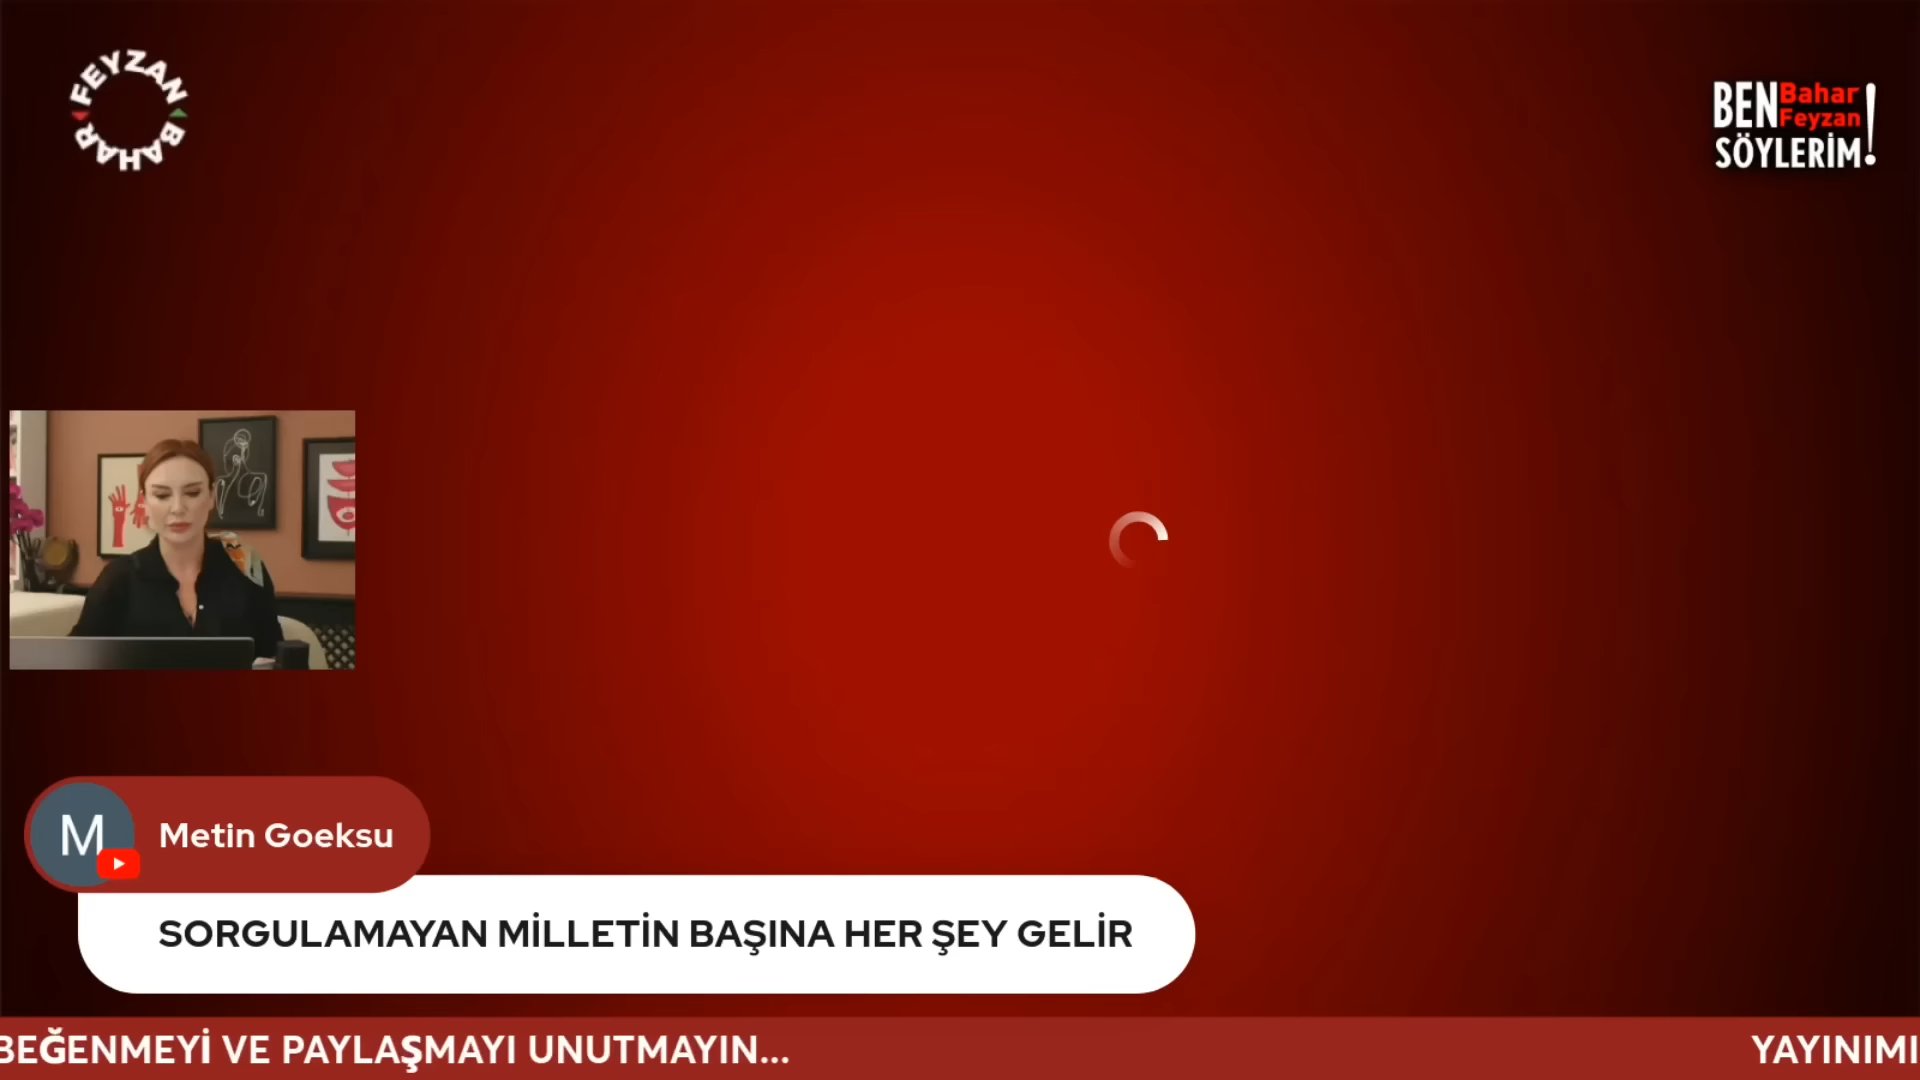 FEYZAN
BAHAR
BEN Bahar
Feyzan
SÖYLERİM!
M
Metin Goeksu
SORGULAMAYAN MİLLETİN BAŞINA HER ŞEY GELİR
BEĞENMEYİ VE PAYLAŞMAYI UNUTMAYIN...
YAYINIMI